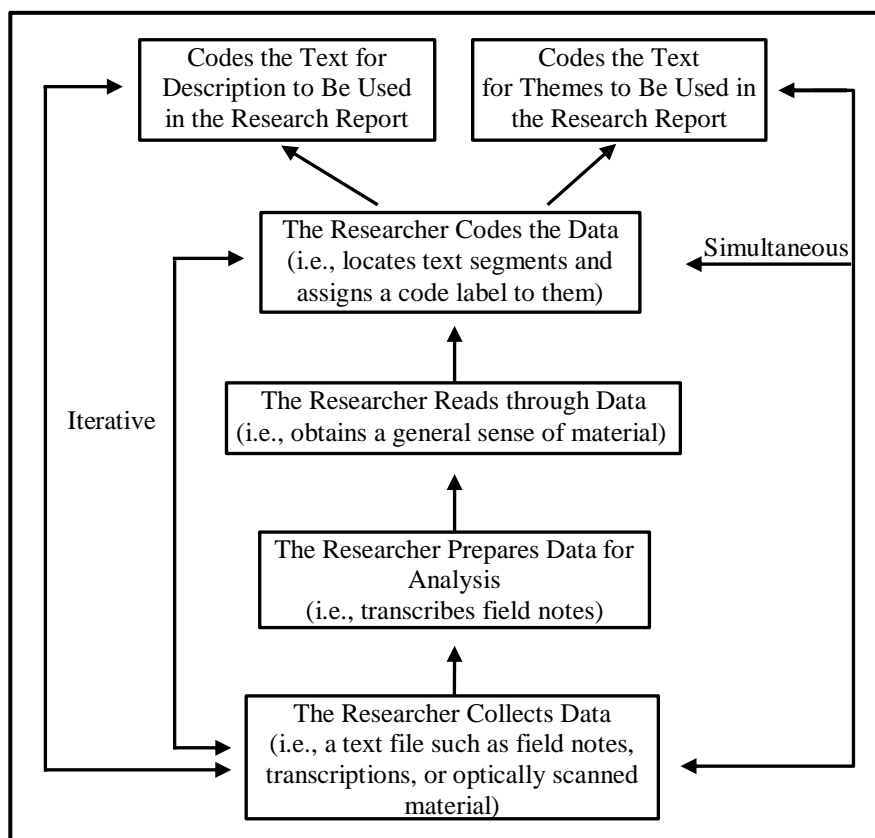 Codes the Text for
Description to Be Used
in the Research Report
Codes the Text
for Themes to Be Used in
the Research Report
The Researcher Codes the Data
(i.e., locates text segments and
assigns a code label to them)
Simultaneous
The Researcher Reads through Data
(i.e., obtains a general sense of material)
Iterative
The Researcher Prepares Data for
Analysis
(i.e., transcribes field notes)
The Researcher Collects Data
(i.e., a text file such as field notes,
transcriptions, or optically scanned
material)